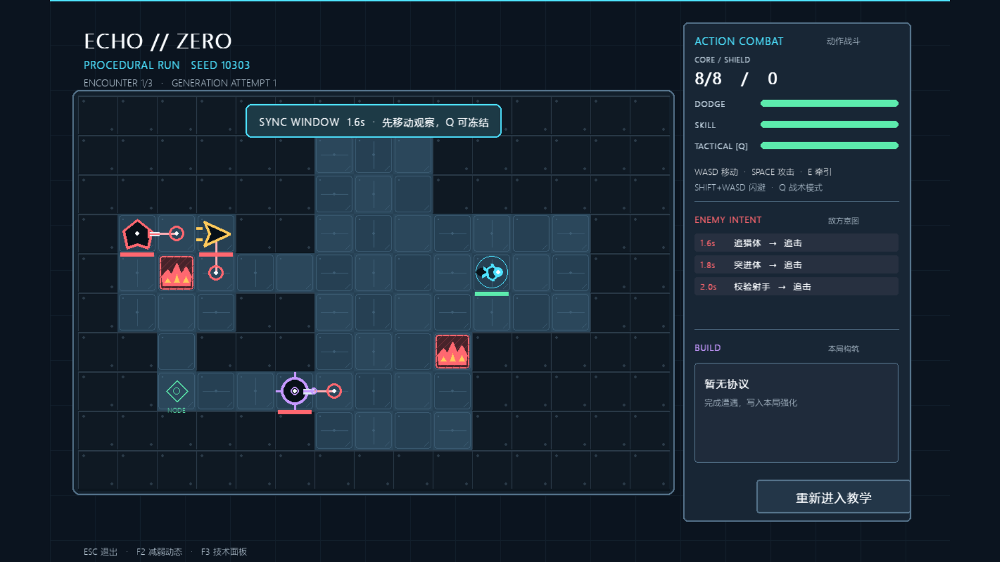 ECHO // ZERO
PROCEDURAL RUN SEED 10303
ENCOUNTER 1/3 · GENERATION ATTEMPT 1
SYNC WINDOW 1.6s · 先移动观察，Q 可冻结
NODE
ACTION COMBAT 动作战斗
CORE / SHIELD
8/8 / 0
DODGE
SKILL
TACTICAL [Q]
WASD 移动 · SPACE 攻击 · E 牵引
SHIFT+WASD 闪避 · Q 战术模式
ENEMY INTENT 敌方意图
1.6s 追猎体 → 追击
1.8s 突进体 → 追击
2.0s 校验射手 → 追击
BUILD 本局构筑
暂无协议
完成遭遇，写入本局强化
重新进入教学
ESC 退出 · F2 减弱动态 · F3 技术面板